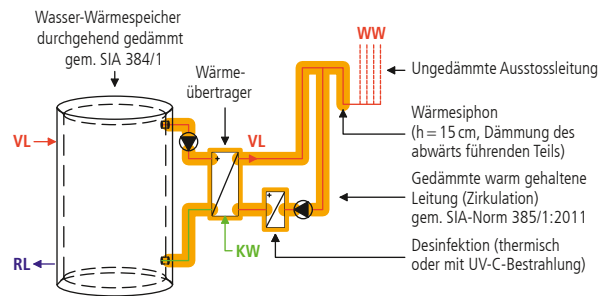 Wasser-Wärmespeicher
durchgehend gedämmt
gem. SIA 384/1
Wärme-
übertrager
WW
Ungedämmte Ausstossleitung
Wärmesiphon
(h = 15 cm, Dämmung des
abwärts führenden Teils)
VL
VL
Gedämmte warm gehaltene
Leitung (Zirkulation)
gem. SIA-Norm 385/1:2011
Desinfektion (thermisch
oder mit UV-C-Bestrahlung)
KW
RL
+
+